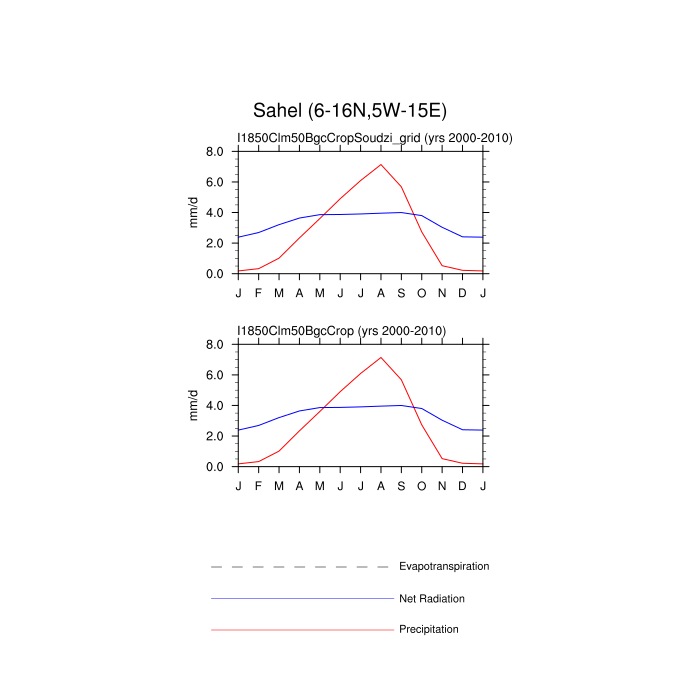 Sahel (6-16N,5W-15E)
I1850Clm50BgcCropSoudzi_grid (yrs 2000-2010)
8.0
6.0
4.0
2.0
0.0
mm/d
J F M A M J J A S O N D J
I1850Clm50BgcCrop (yrs 2000-2010)
8.0
6.0
4.0
2.0
0.0
mm/d
J F M A M J J A S O N D J
Evapotranspiration
Net Radiation
Precipitation